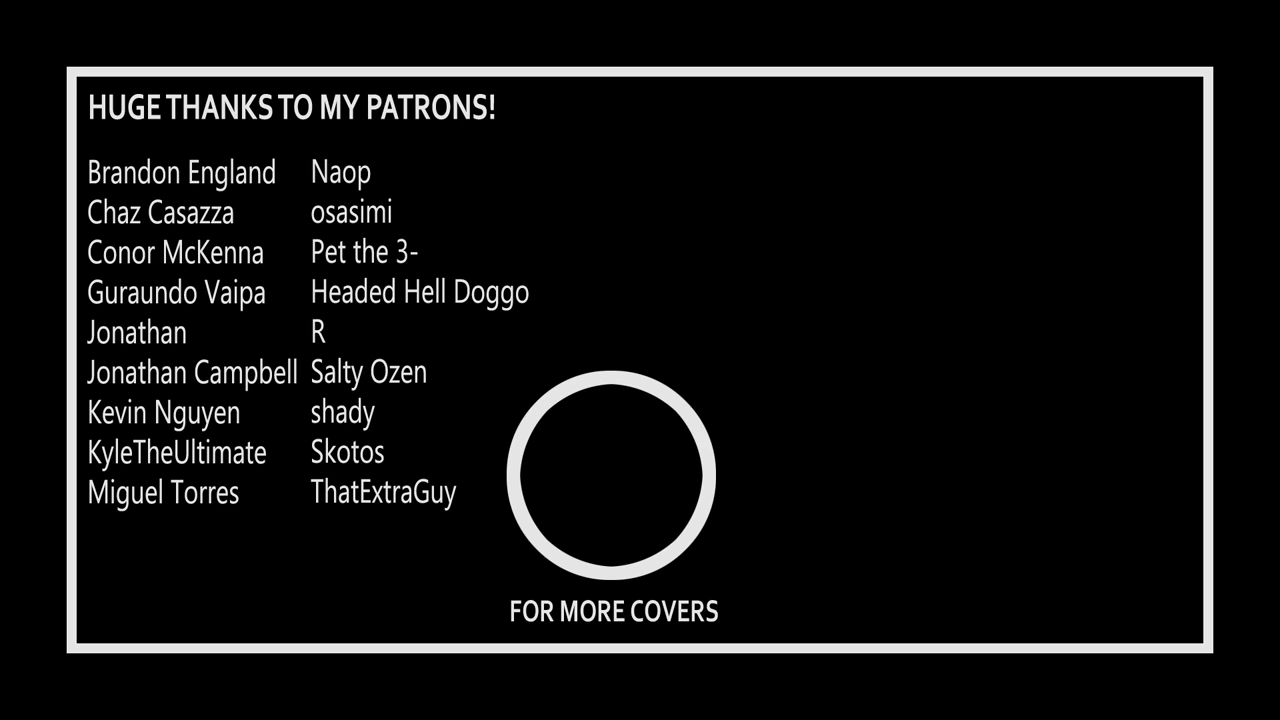 HUGE THANKS TO MY PATRONS!
Brandon England
Chaz Casazza
Conor McKenna
Guraundo Vaipa
Jonathan
Jonathan Campbell
Kevin Nguyen
KyleTheUltimate
Miguel Torres
Naop
osasimi
Pet the 3-
Headed Hell Doggo
R
Salty Ozen
shady
Skotos
ThatExtraGuy
FOR MORE COVERS